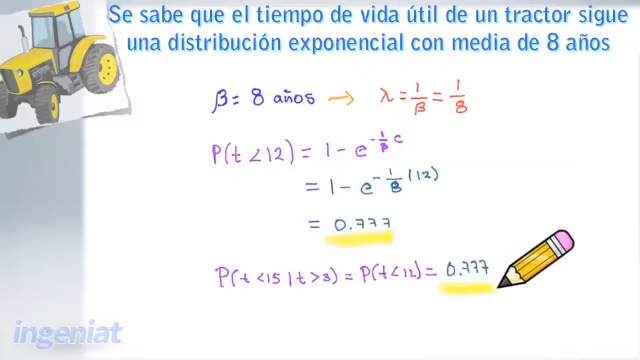 Se sabe que el tiempo de vida útil de un tractor sigue
una distribución exponencial con media de 8 años
β = 8 años → λ = 1/β = 1/8
P(t < 12) = 1 - e^-1/β c
= 1 - e^-1/8 (12)
= 0.777
P(t < 15 | t > 3) = P(t < 12) = 0.777
ingeniat